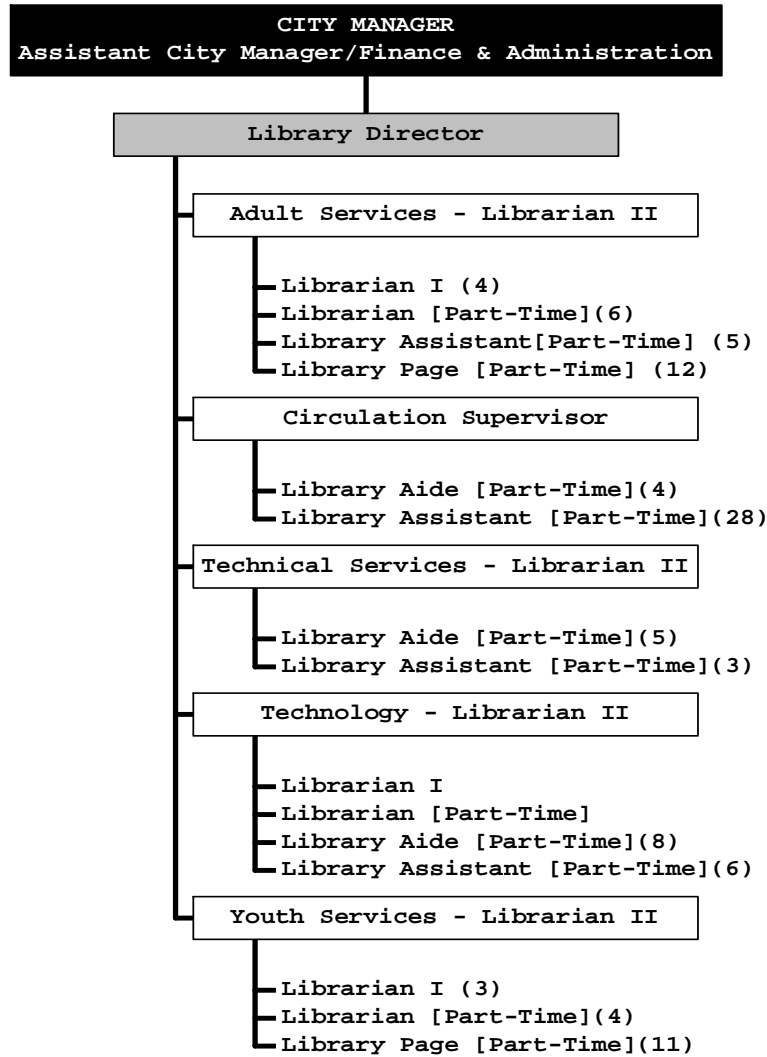 CITY MANAGER
Assistant City Manager/Finance & Administration
Library Director
Adult Services - Librarian II
Librarian I (4)
Librarian [Part-Time](6)
Library Assistant[Part-Time] (5)
Library Page [Part-Time] (12)
Circulation Supervisor
Library Aide [Part-Time](4)
Library Assistant [Part-Time](28)
Technical Services - Librarian II
Library Aide [Part-Time](5)
Library Assistant [Part-Time](3)
Technology - Librarian II
Librarian I
Librarian [Part-Time]
Library Aide [Part-Time](8)
Library Assistant [Part-Time](6)
Youth Services - Librarian II
Librarian I (3)
Librarian [Part-Time](4)
Library Page [Part-Time](11)